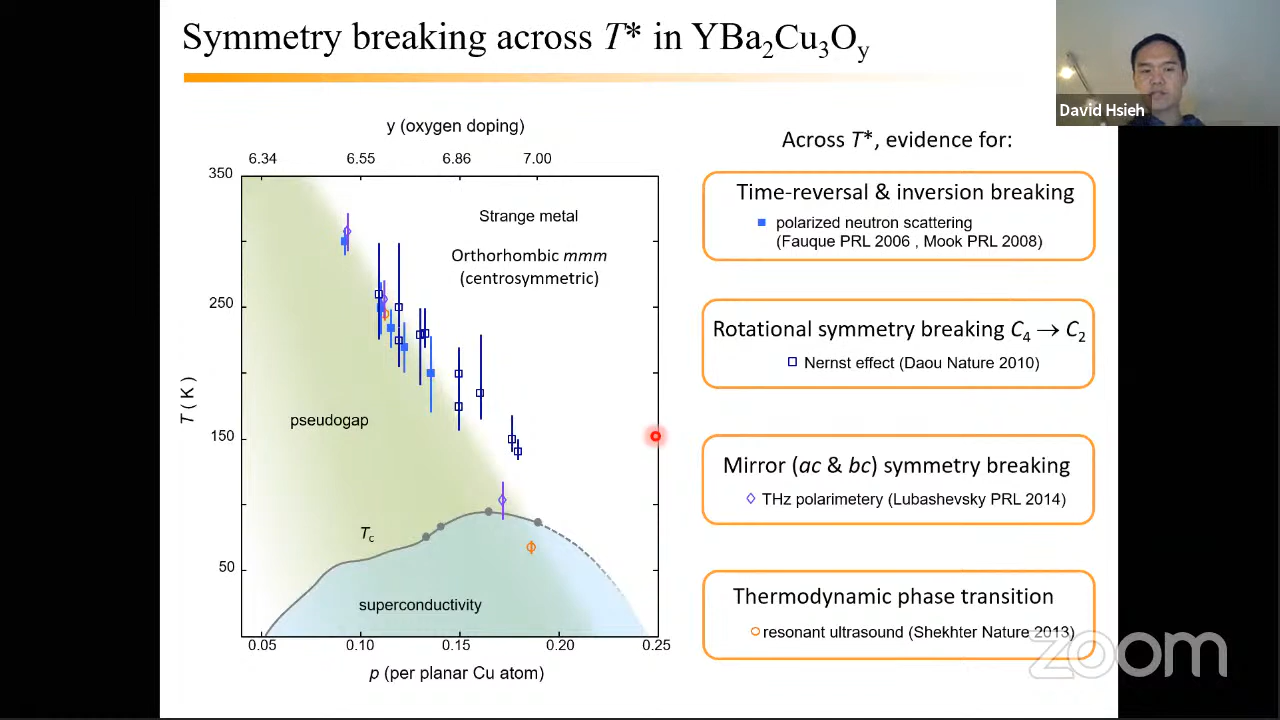 Symmetry breaking across T* in YBa₂Cu₃Oy
David Hsieh
y (oxygen doping)
6.34 6.55 6.86 7.00
350
250
150
50
T ( K )
Strange metal
Orthorhombic mmm
(centrosymmetric)
pseudogap
Tc
superconductivity
0.05 0.10 0.15 0.20 0.25
p (per planar Cu atom)
Across T*, evidence for:
Time-reversal & inversion breaking
polarized neutron scattering
(Fauque PRL 2006 , Mook PRL 2008)
Rotational symmetry breaking C₄ → C₂
Nernst effect (Daou Nature 2010)
Mirror (ac & bc) symmetry breaking
THz polarimetery (Lubashevsky PRL 2014)
Thermodynamic phase transition
resonant ultrasound (Shekhter Nature 2013)
zoom